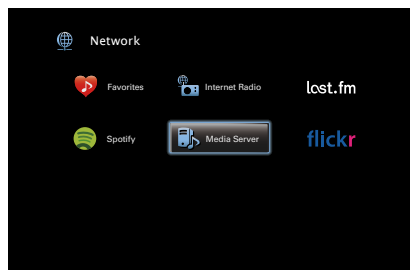 Network
Favorites Internet Radio last.fm
Spotify Media Server flickr